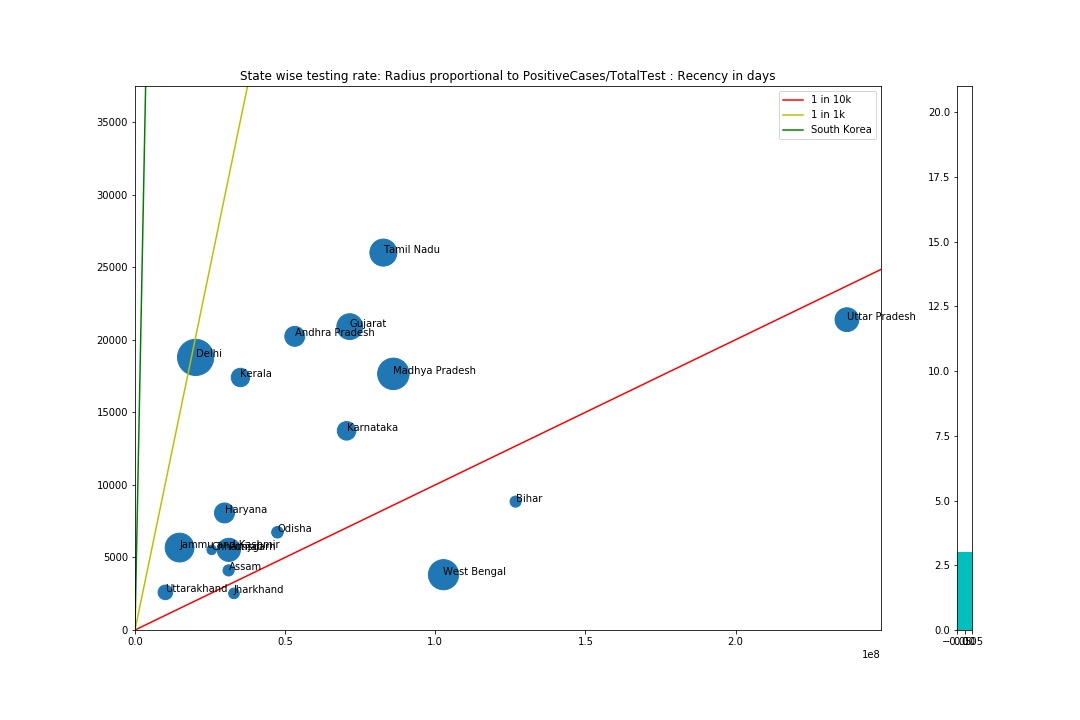 State wise testing rate: Radius proportional to PositiveCases/TotalTest : Recency in days
1 in 10k
1 in 1k
South Korea
35000
30000
25000
20000
15000
10000
5000
0
Tamil Nadu
Gujarat
Andhra Pradesh
Uttar Pradesh
Delhi
Kerala
Madhya Pradesh
Karnataka
Bihar
Haryana
Odisha
Jammu and Kashmir
Assam
West Bengal
Uttarakhand
Jharkhand
0.0
0.5
1.0
1.5
2.0
1e8
20.0
17.5
15.0
12.5
10.0
7.5
5.0
2.5
0.0